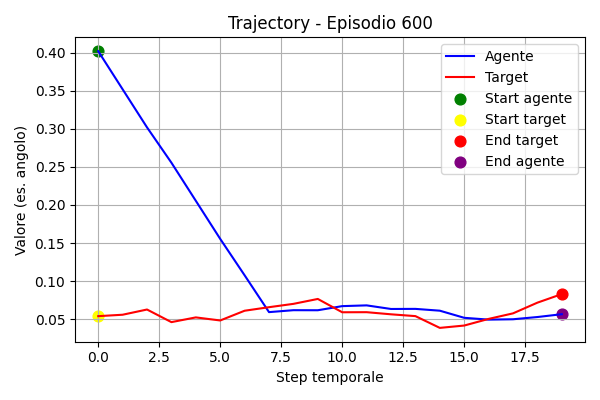 Trajectory - Episodio 600
Agente
Target
Start agente
Start target
End target
End agente
Valore (es. angolo)
0.40
0.35
0.30
0.25
0.20
0.15
0.10
0.05
0.0 2.5 5.0 7.5 10.0 12.5 15.0 17.5
Step temporale